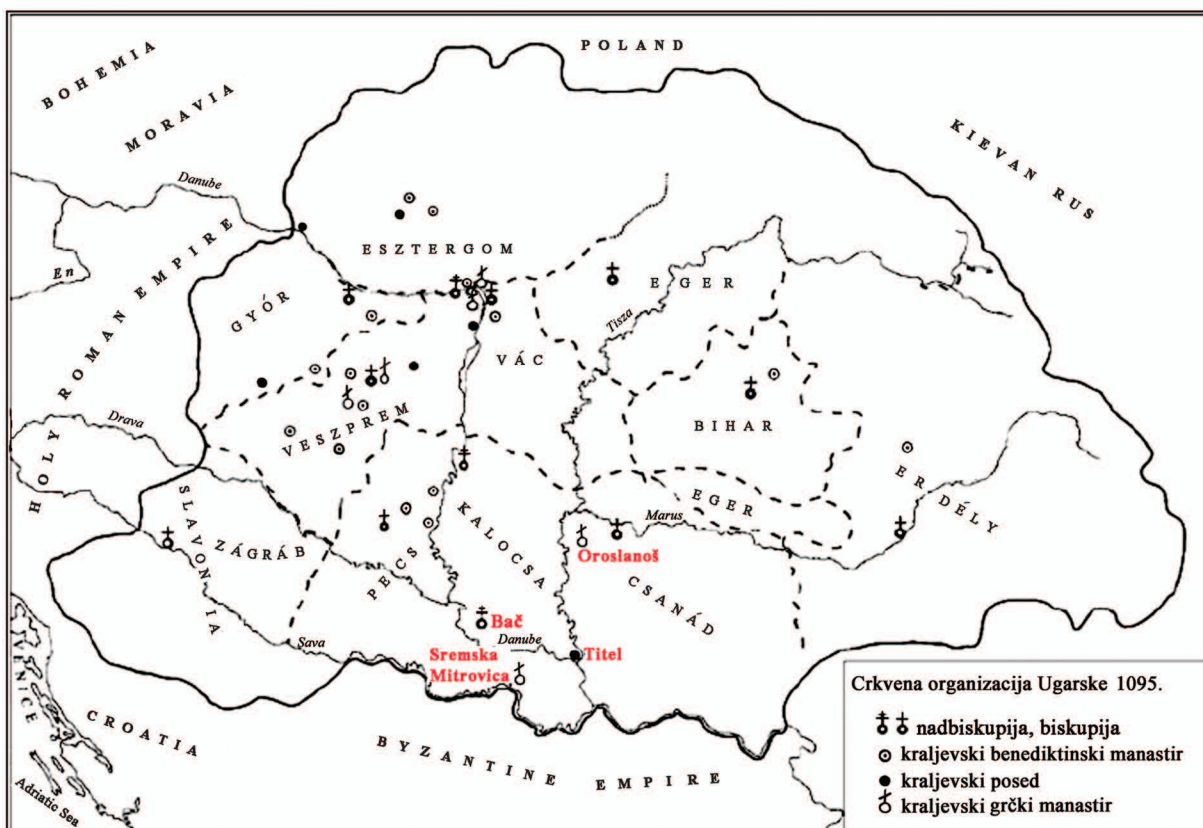 POLAND
BOHEMIA
MORAVIA
KIEVAN RUS
Danube
HOLY ROMAN EMPIRE
En
ESZTERGOM
EGER
GYÓR
Tisza
VÁC
Drava
VESZPREM
BIHAR
ERDÉLY
EGER
Marus
SLAVONIA
ZÁGRÁB
PECS
KALOCSA
Oroslanoš
CSANÁD
Bač
Sava
Danube
Titel
Sremska
Mitrovica
VENICE
CROATIA
BYZANTINE EMPIRE
Adriatic Sea
Crkvena organizacija Ugarske 1095.
nadbiskupija, biskupija
kraljevski benediktinski manastir
kraljevski posed
kraljevski grčki manastir